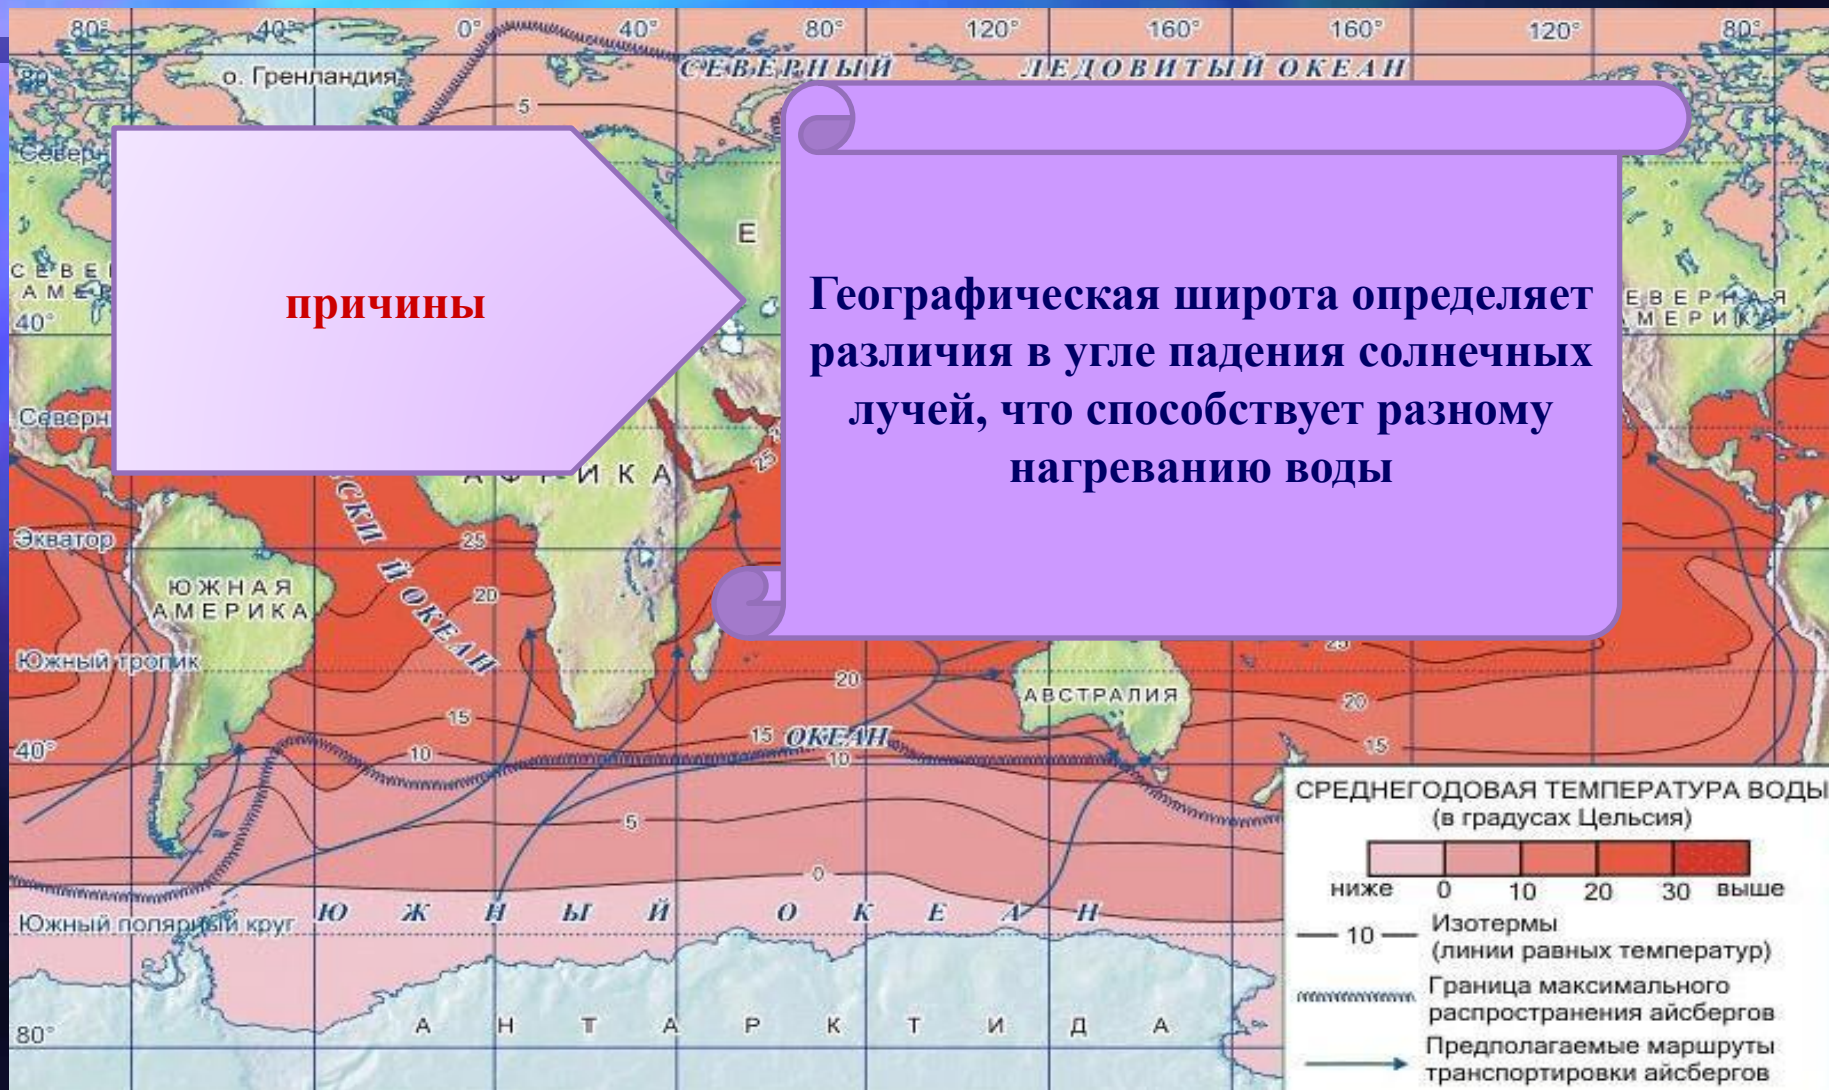 80°
40°
0°
40°
80°
120°
160°
160°
120°
80°
СЕВЕРНЫЙ ЛЕДОВИТЫЙ ОКЕАН
о. Гренландия
80°
5
Е
причины
Географическая широта определяет
различия в угле падения солнечных
лучей, что способствует разному
нагреванию воды
40°
25
АФРИКА
Экватор
25
20
ЮЖНАЯ
АМЕРИКА
Й ОКЕАН
Южный тропик
25
20
АВСТРАЛИЯ
20
15
15
ОКЕАН
15
10
10
40°
5
0
ЮЖНЫЙ ОКЕАН
Южный полярный круг
АНТАРКТИДА
80°
СРЕДНЕГОДОВАЯ ТЕМПЕРАТУРА ВОДЫ
(в градусах Цельсия)
ниже 0 10 20 30 выше
10
Изотермы
(линии равных температур)
Граница максимального
распространения айсбергов
Предполагаемые маршруты
транспортировки айсбергов